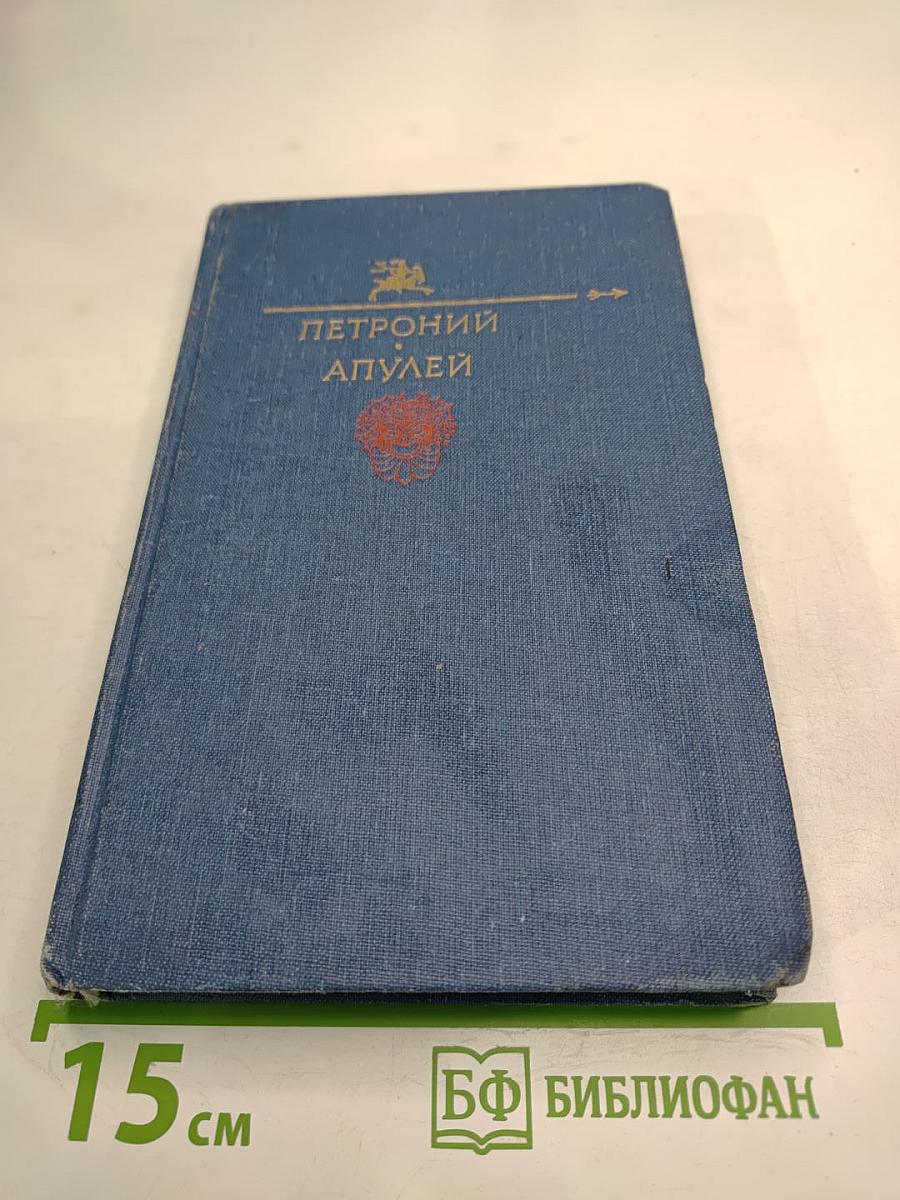 ПЕТРОНИЙ
·
АПУЛЕЙ
15 см
БФ БИБЛИОФАН